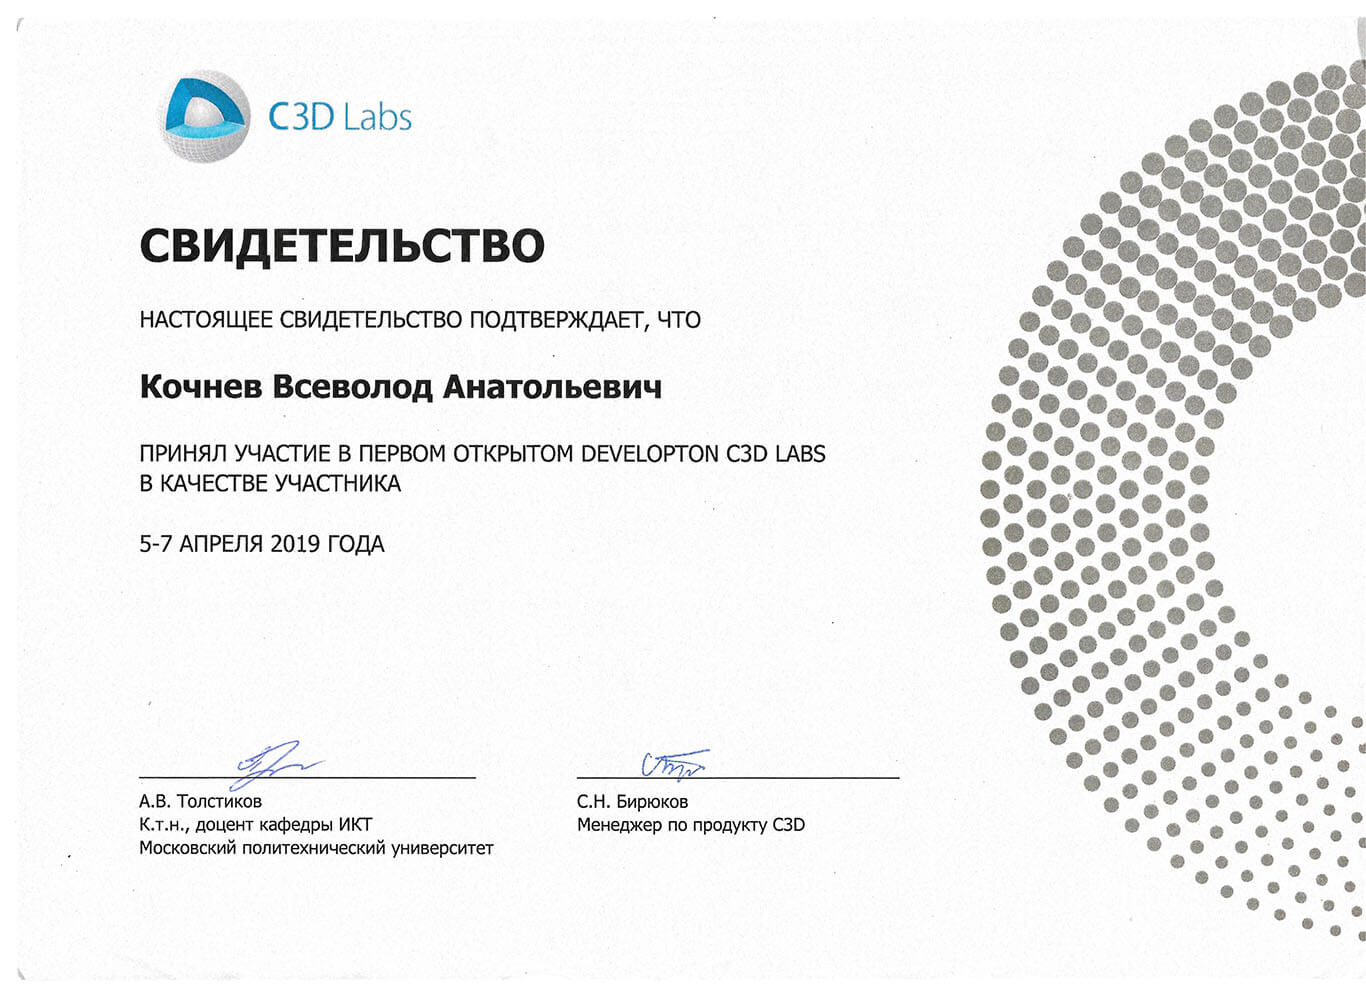 C3D Labs
СВИДЕТЕЛЬСТВО
НАСТОЯЩЕЕ СВИДЕТЕЛЬСТВО ПОДТВЕРЖДАЕТ, ЧТО
Кочнев Всеволод Анатольевич
ПРИНЯЛ УЧАСТИЕ В ПЕРВОМ ОТКРЫТОМ DEVELOPTON C3D LABS
В КАЧЕСТВЕ УЧАСТНИКА
5-7 АПРЕЛЯ 2019 ГОДА
А.В. Толстиков
К.т.н., доцент кафедры ИКТ
Московский политехнический университет
С.Н. Бирюков
Менеджер по продукту C3D